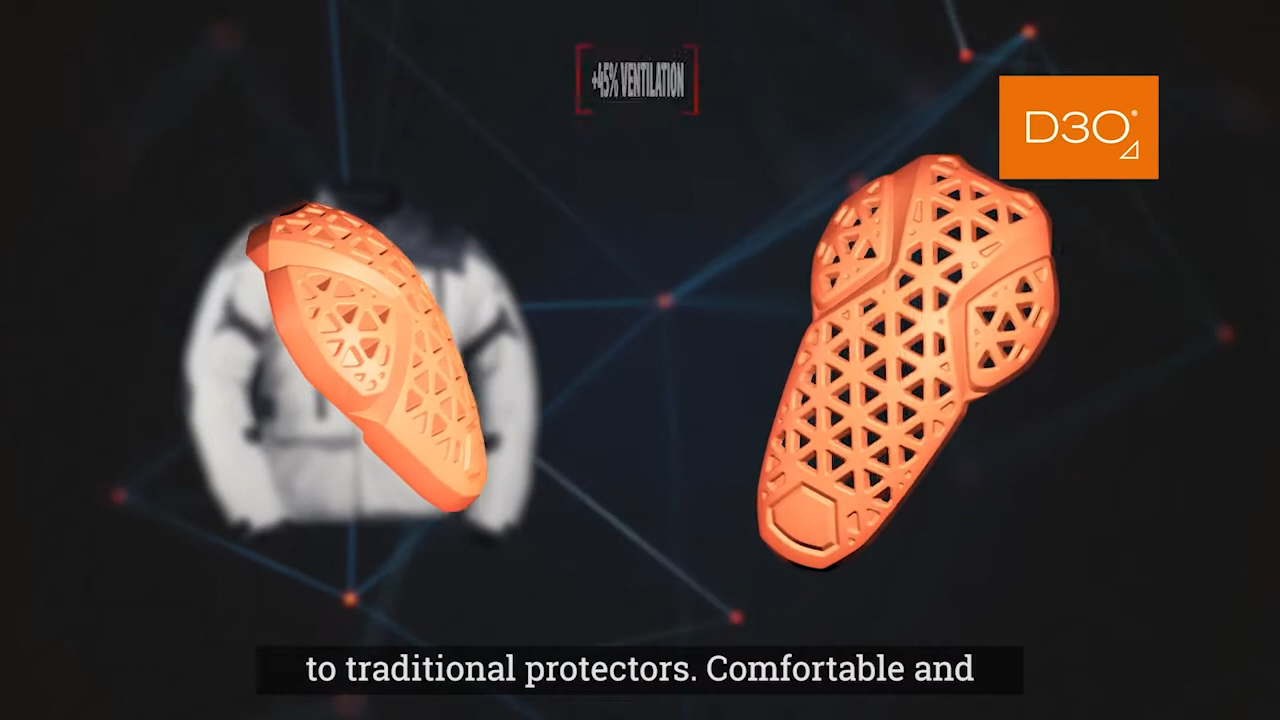 +45% VENTILATION
D3O®
to traditional protectors. Comfortable and